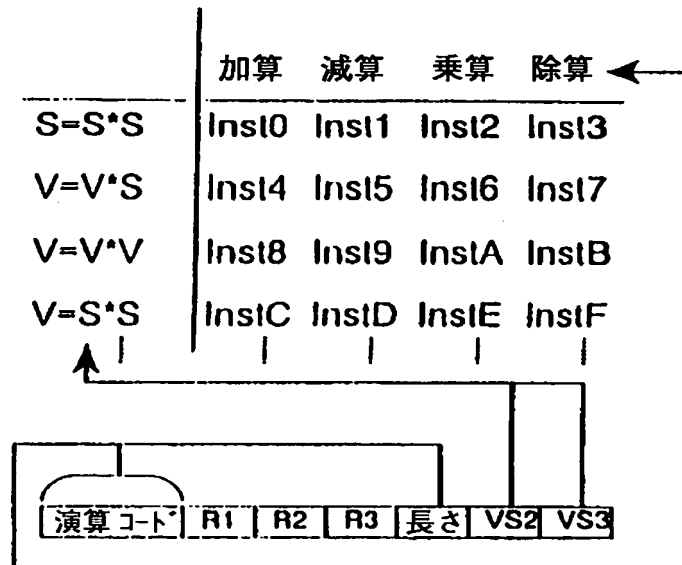 加算 減算 乗算 除算
S=S*S Inst0 Inst1 Inst2 Inst3
V=V*S Inst4 Inst5 Inst6 Inst7
V=V*V Inst8 Inst9 InstA InstB
V=S*S InstC InstD InstE InstF
演算コード R1 R2 R3 長さ VS2 VS3